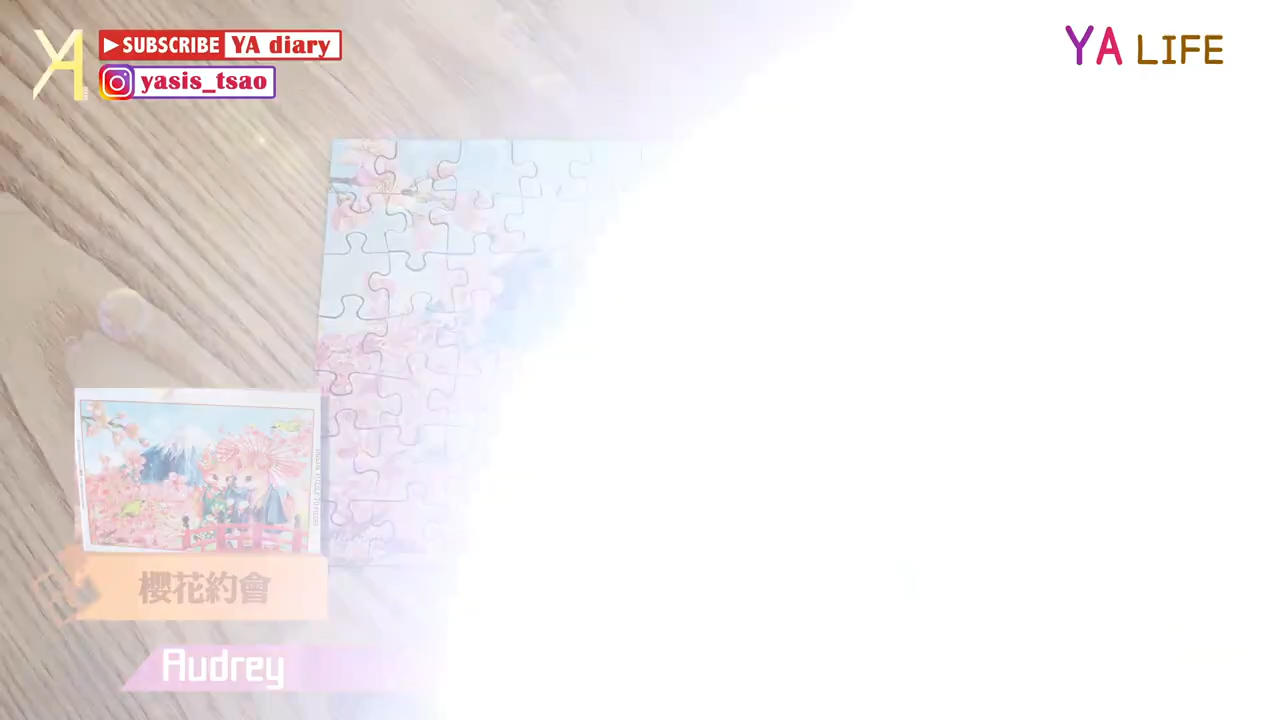 YA
SUBSCRIBE YA diary
yasis_tsao
YA LIFE
櫻花約會
Audrey